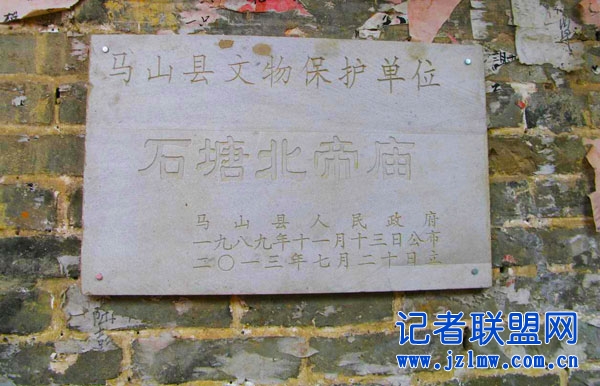 马山县文物保护单位
石塘北帝庙
马山县人民政府
一九八九年十一月十三日公布
二〇一三年七月二十日立
记者联盟网
www.jzlmw.com.cn